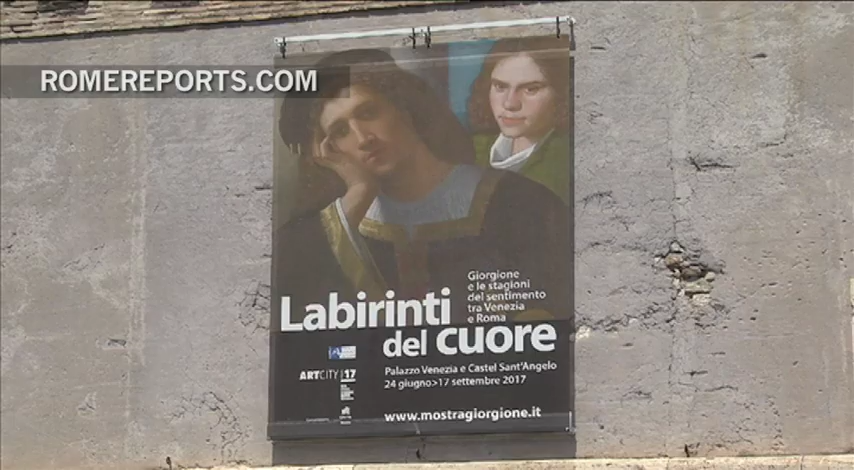 ROMEREPORTS.COM
Giorgione
e le stagioni
del sentimento
tra Venezia
e Roma
Labirinti
del cuore
ARTCITY 17
Palazzo Venezia e Castel Sant'Angelo
24 giugno>17 settembre 2017
www.mostragiorgione.it